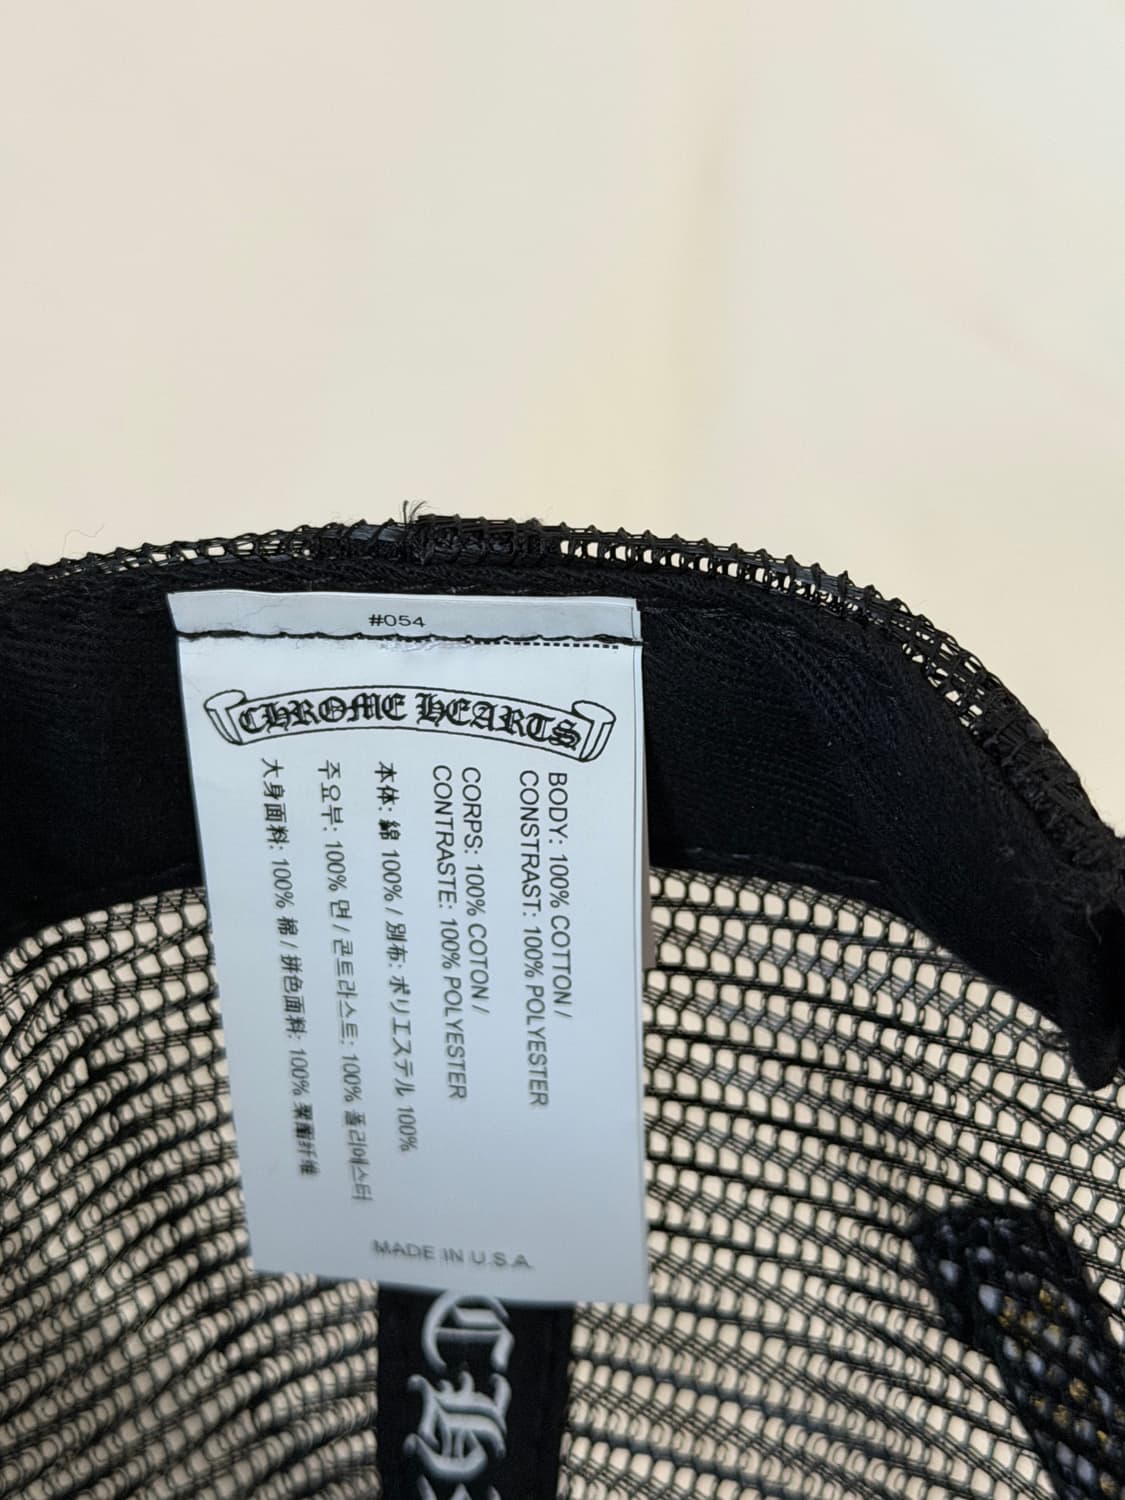 #054
CHROME HEARTS
BODY: 100% COTTON /
CONSTRAST: 100% POLYESTER
CORPS: 100% COTON /
CONTRASTE: 100% POLYESTER
本体: 綿 100% / 別布: ポリエステル 100%
주요부: 100% 면 / 콘트라스트: 100% 폴리에스터
大身面料: 100% 棉 / 拼色面料: 100% 聚酯纤维
MADE IN U.S.A.
CH